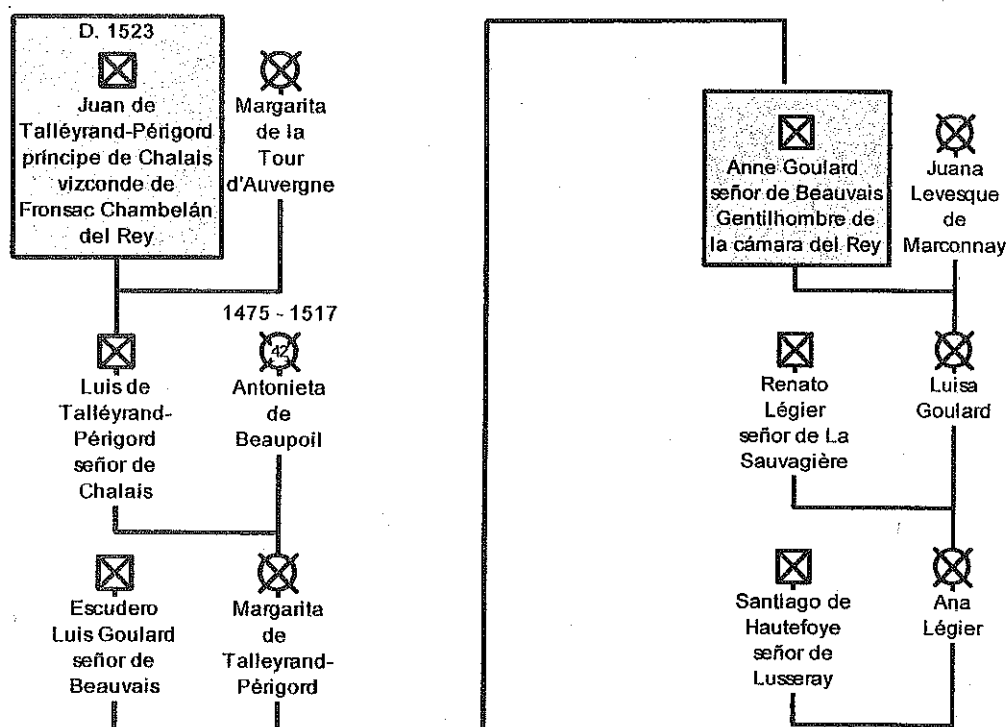 D. 1523
Juan de
Talléyrand-Périgord
príncipe de Chalais
vizconde de
Fronsac Chambelán
del Rey
Margarita
de la
Tour
d'Auvergne
1475 - 1517
Luis de
Talléyrand-
Périgord
señor de
Chalais
42
Antonieta
de
Beaupoil
Escudero
Luis Goulard
señor de
Beauvais
Margarita
de
Talleyrand-
Périgord
Anne Goulard
señor de Beauvais
Gentilhombre de
la cámara del Rey
Juana
Levesque
de
Marconnay
Renato
Légier
señor de La
Sauvagière
Luisa
Goulard
Santiago de
Hautefoye
señor de
Lusseray
Ana
Légier